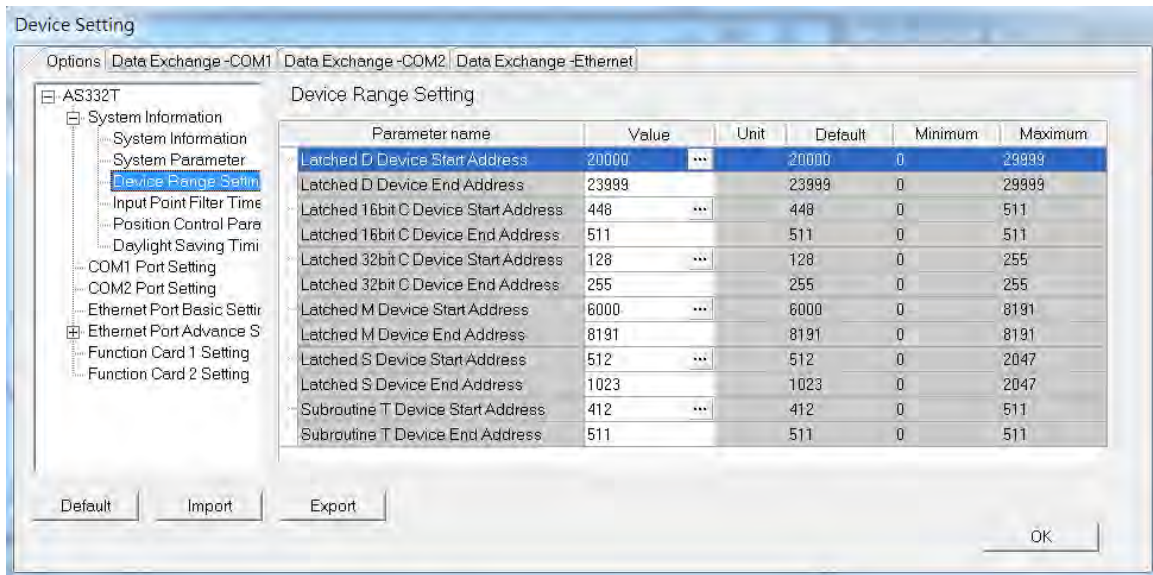 Device Setting
Options Data Exchange -COM1 Data Exchange -COM2 Data Exchange -Ethernet
AS332T
System Information
System Information
System Parameter
Device Range Settin
Input Point Filter Time
Position Control Para
Daylight Saving Timi
COM1 Port Setting
COM2 Port Setting
Ethernet Port Basic Settir
Ethernet Port Advance S
Function Card 1 Setting
Function Card 2 Setting
Device Range Setting
Parameter name Value Unit Default Minimum Maximum
Latched D Device Start Address 20000 ... 20000 0 29999
Latched D Device End Address 23999 23999 0 29999
Latched 16bit C Device Start Address 448 ... 448 0 511
Latched 16bit C Device End Address 511 511 0 511
Latched 32bit C Device Start Address 128 ... 128 0 255
Latched 32bit C Device End Address 255 255 0 255
Latched M Device Start Address 6000 ... 6000 0 8191
Latched M Device End Address 8191 8191 0 8191
Latched S Device Start Address 512 ... 512 0 2047
Latched S Device End Address 1023 1023 0 2047
Subroutine T Device Start Address 412 ... 412 0 511
Subroutine T Device End Address 511 511 0 511
Default Import Export
OK